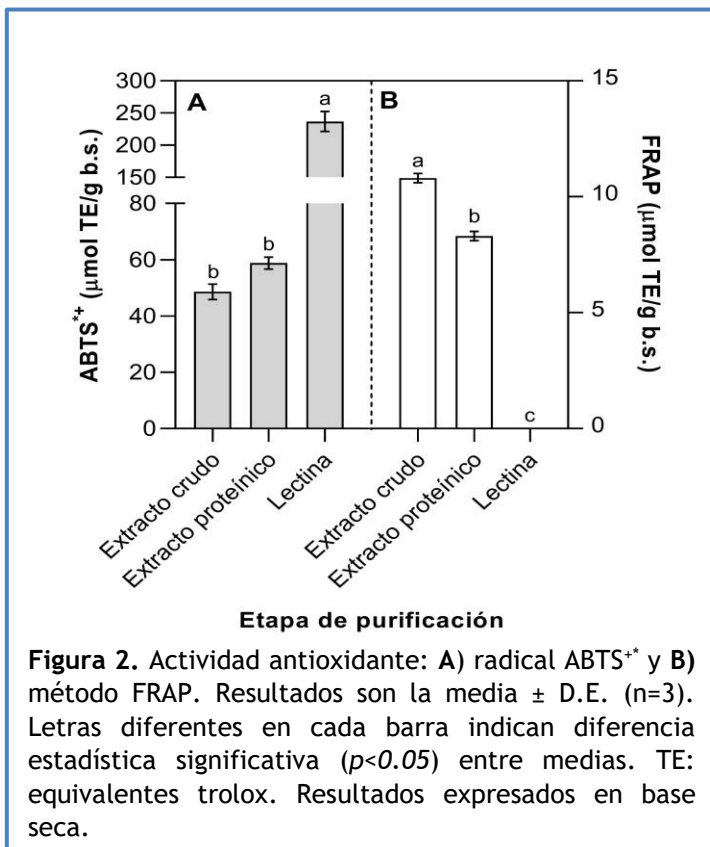 A
B
300
250
200
150
80
60
40
20
0
ABTS*+ (μmol TE/g b.s.)
b
b
a
a
b
c
15
10
5
0
FRAP (μmol TE/g b.s.)
Extracto crudo
Extracto proteínico
Lectina
Extracto crudo
Extracto proteínico
Lectina
Etapa de purificación
Figura 2. Actividad antioxidante: A) radical ABTS+* y B)
método FRAP. Resultados son la media ± D.E. (n=3).
Letras diferentes en cada barra indican diferencia
estadística significativa (p<0.05) entre medias. TE:
equivalentes trolox. Resultados expresados en base
seca.